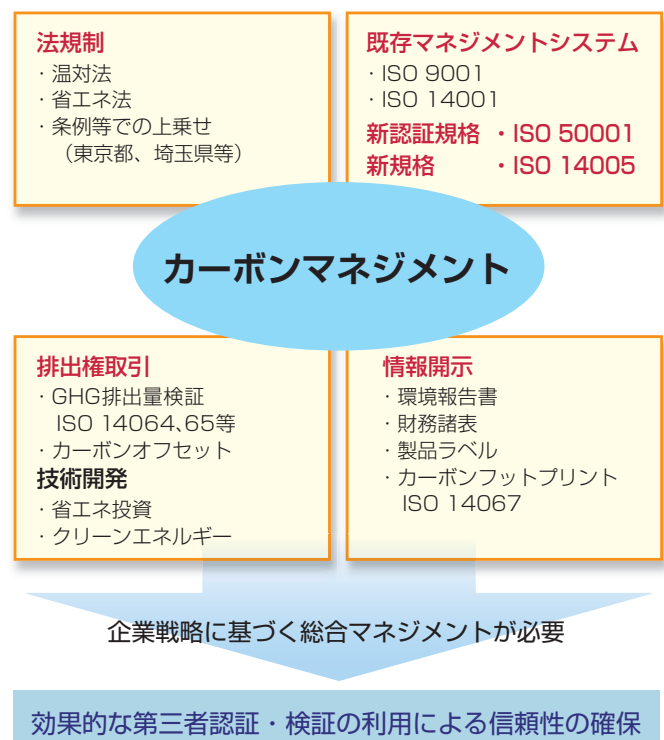 法規制
・温対法
・省エネ法
・条例等での上乗せ
（東京都、埼玉県等）
既存マネジメントシステム
・ISO 9001
・ISO 14001
新認証規格 ・ISO 50001
新規格 ・ISO 14005
カーボンマネジメント
排出権取引
・GHG排出量検証
ISO 14064、65等
・カーボンオフセット
技術開発
・省エネ投資
・クリーンエネルギー
情報開示
・環境報告書
・財務諸表
・製品ラベル
・カーボンフットプリント
ISO 14067
企業戦略に基づく総合マネジメントが必要
効果的な第三者認証・検証の利用による信頼性の確保